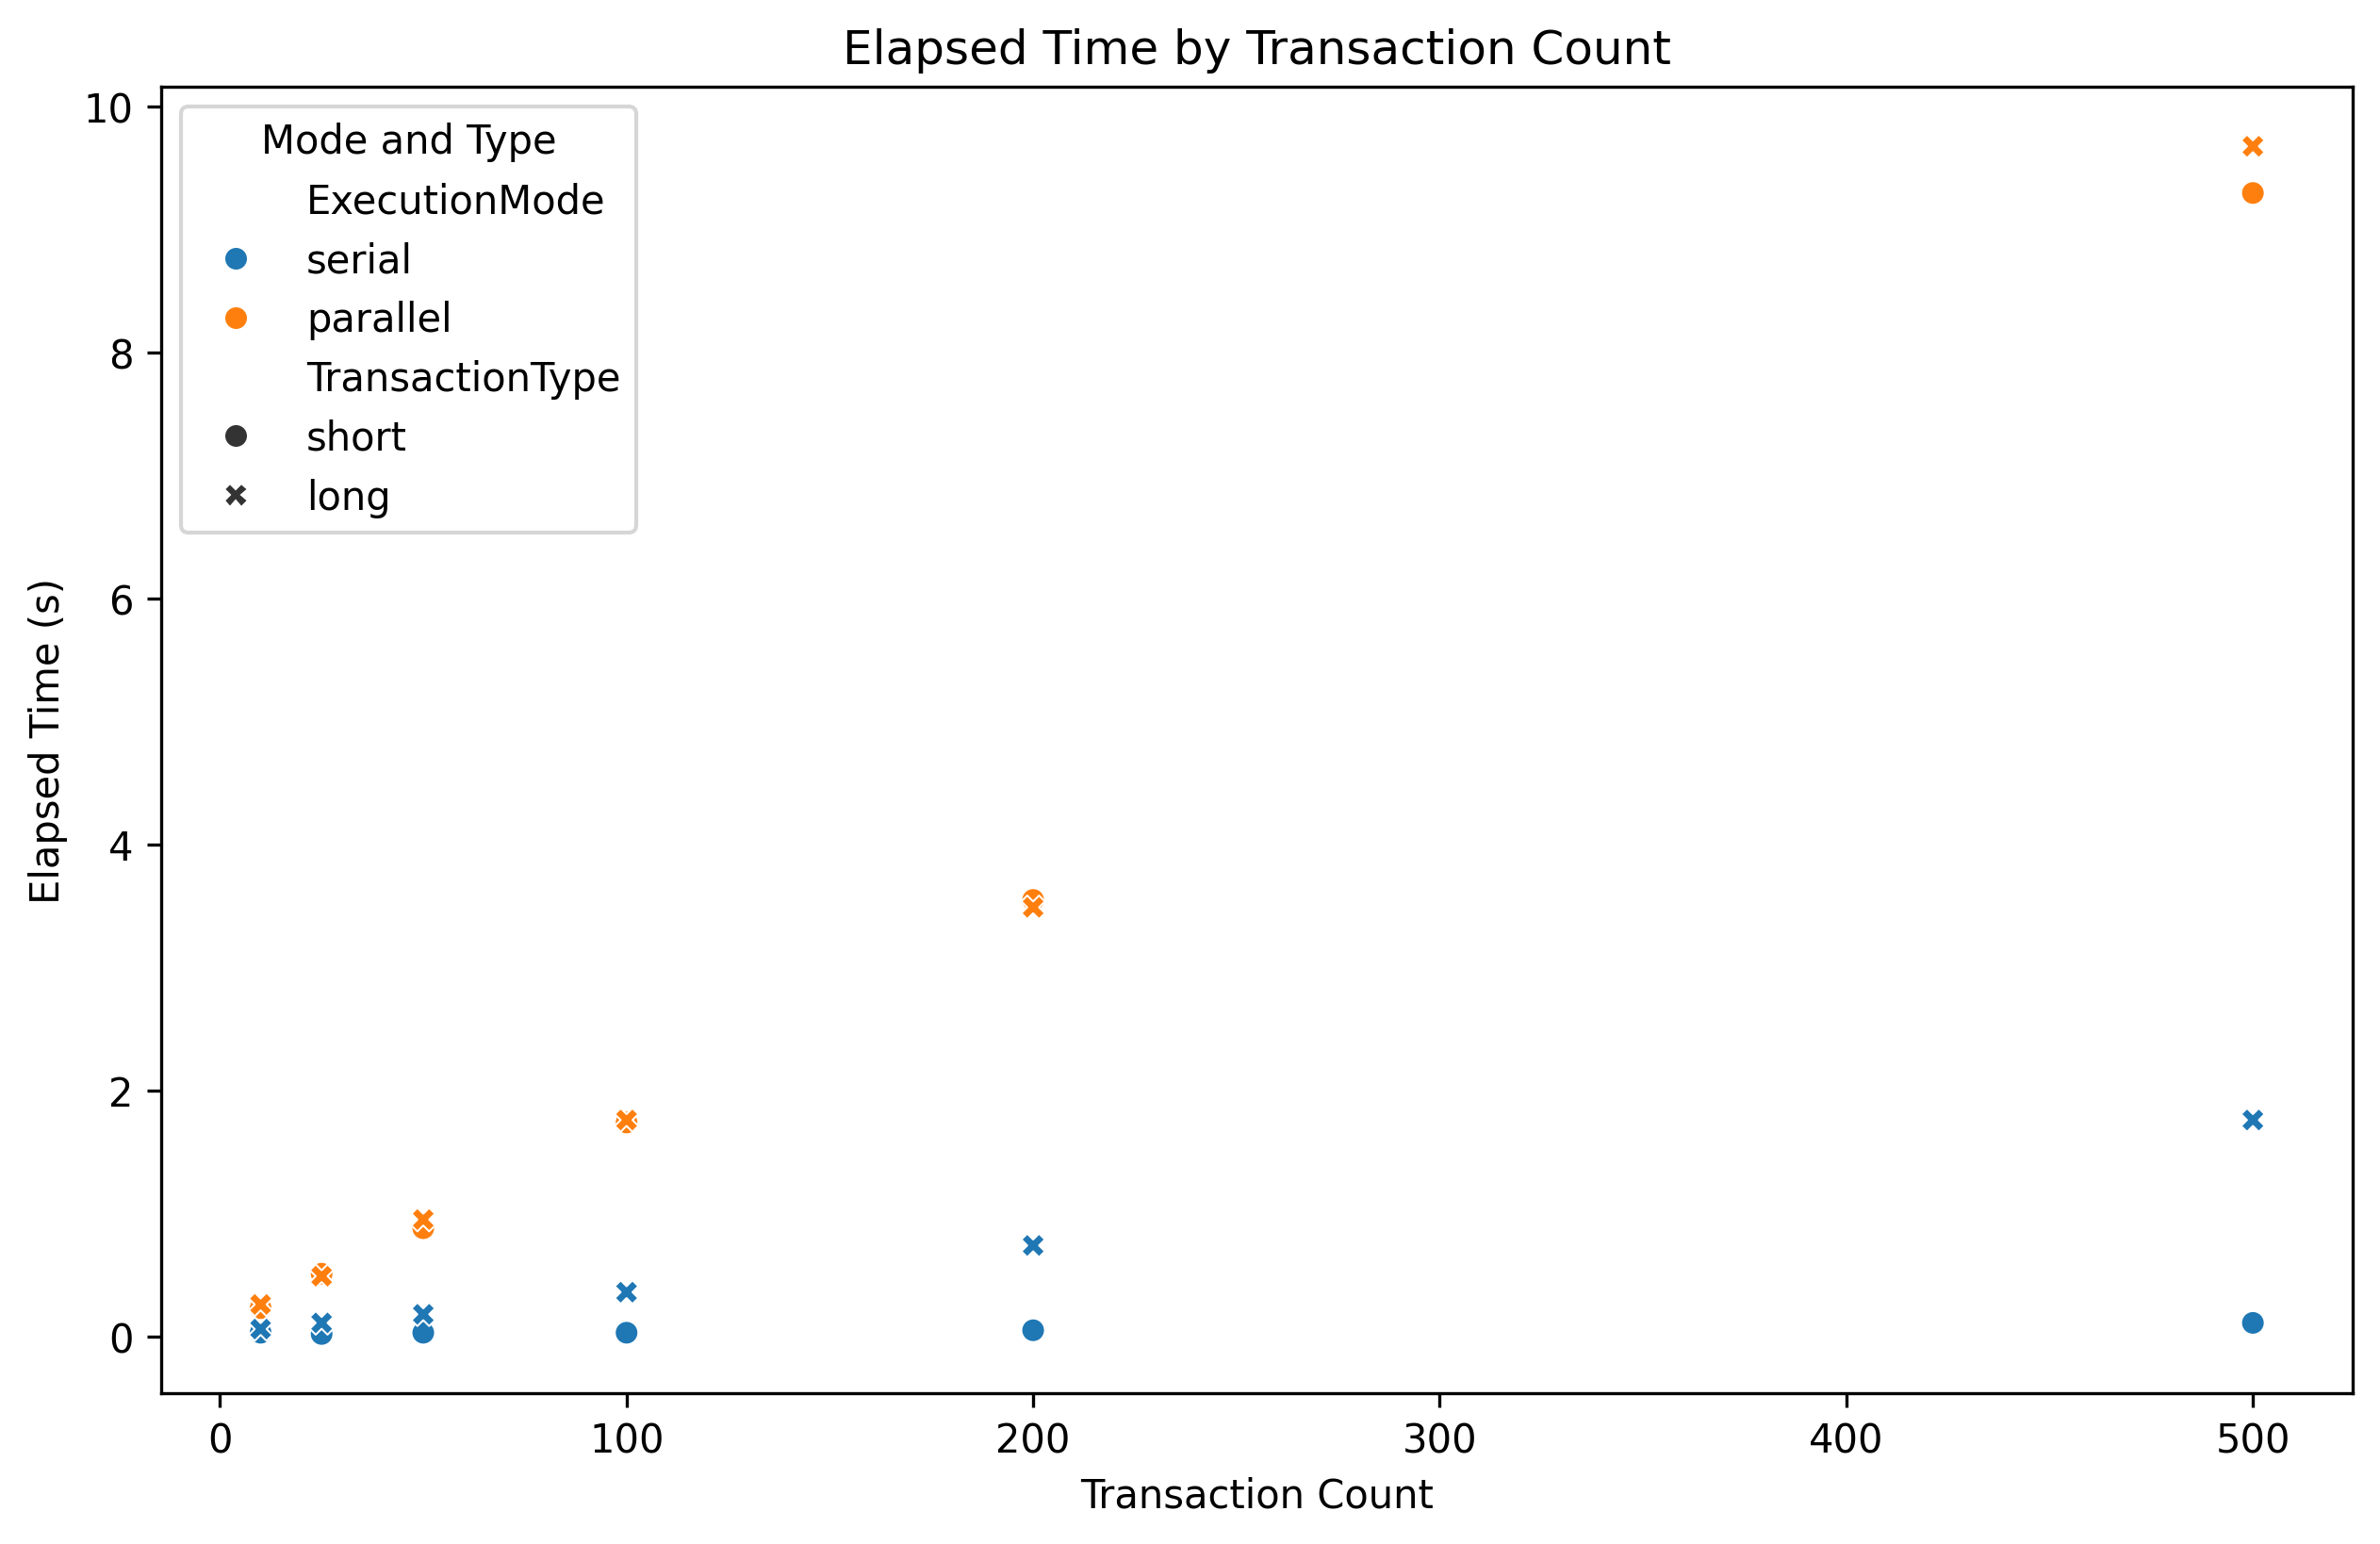 Elapsed Time by Transaction Count
10
8
6
4
2
0
Elapsed Time (s)
Mode and Type
ExecutionMode
serial
parallel
TransactionType
short
long
0 100 200 300 400 500
Transaction Count